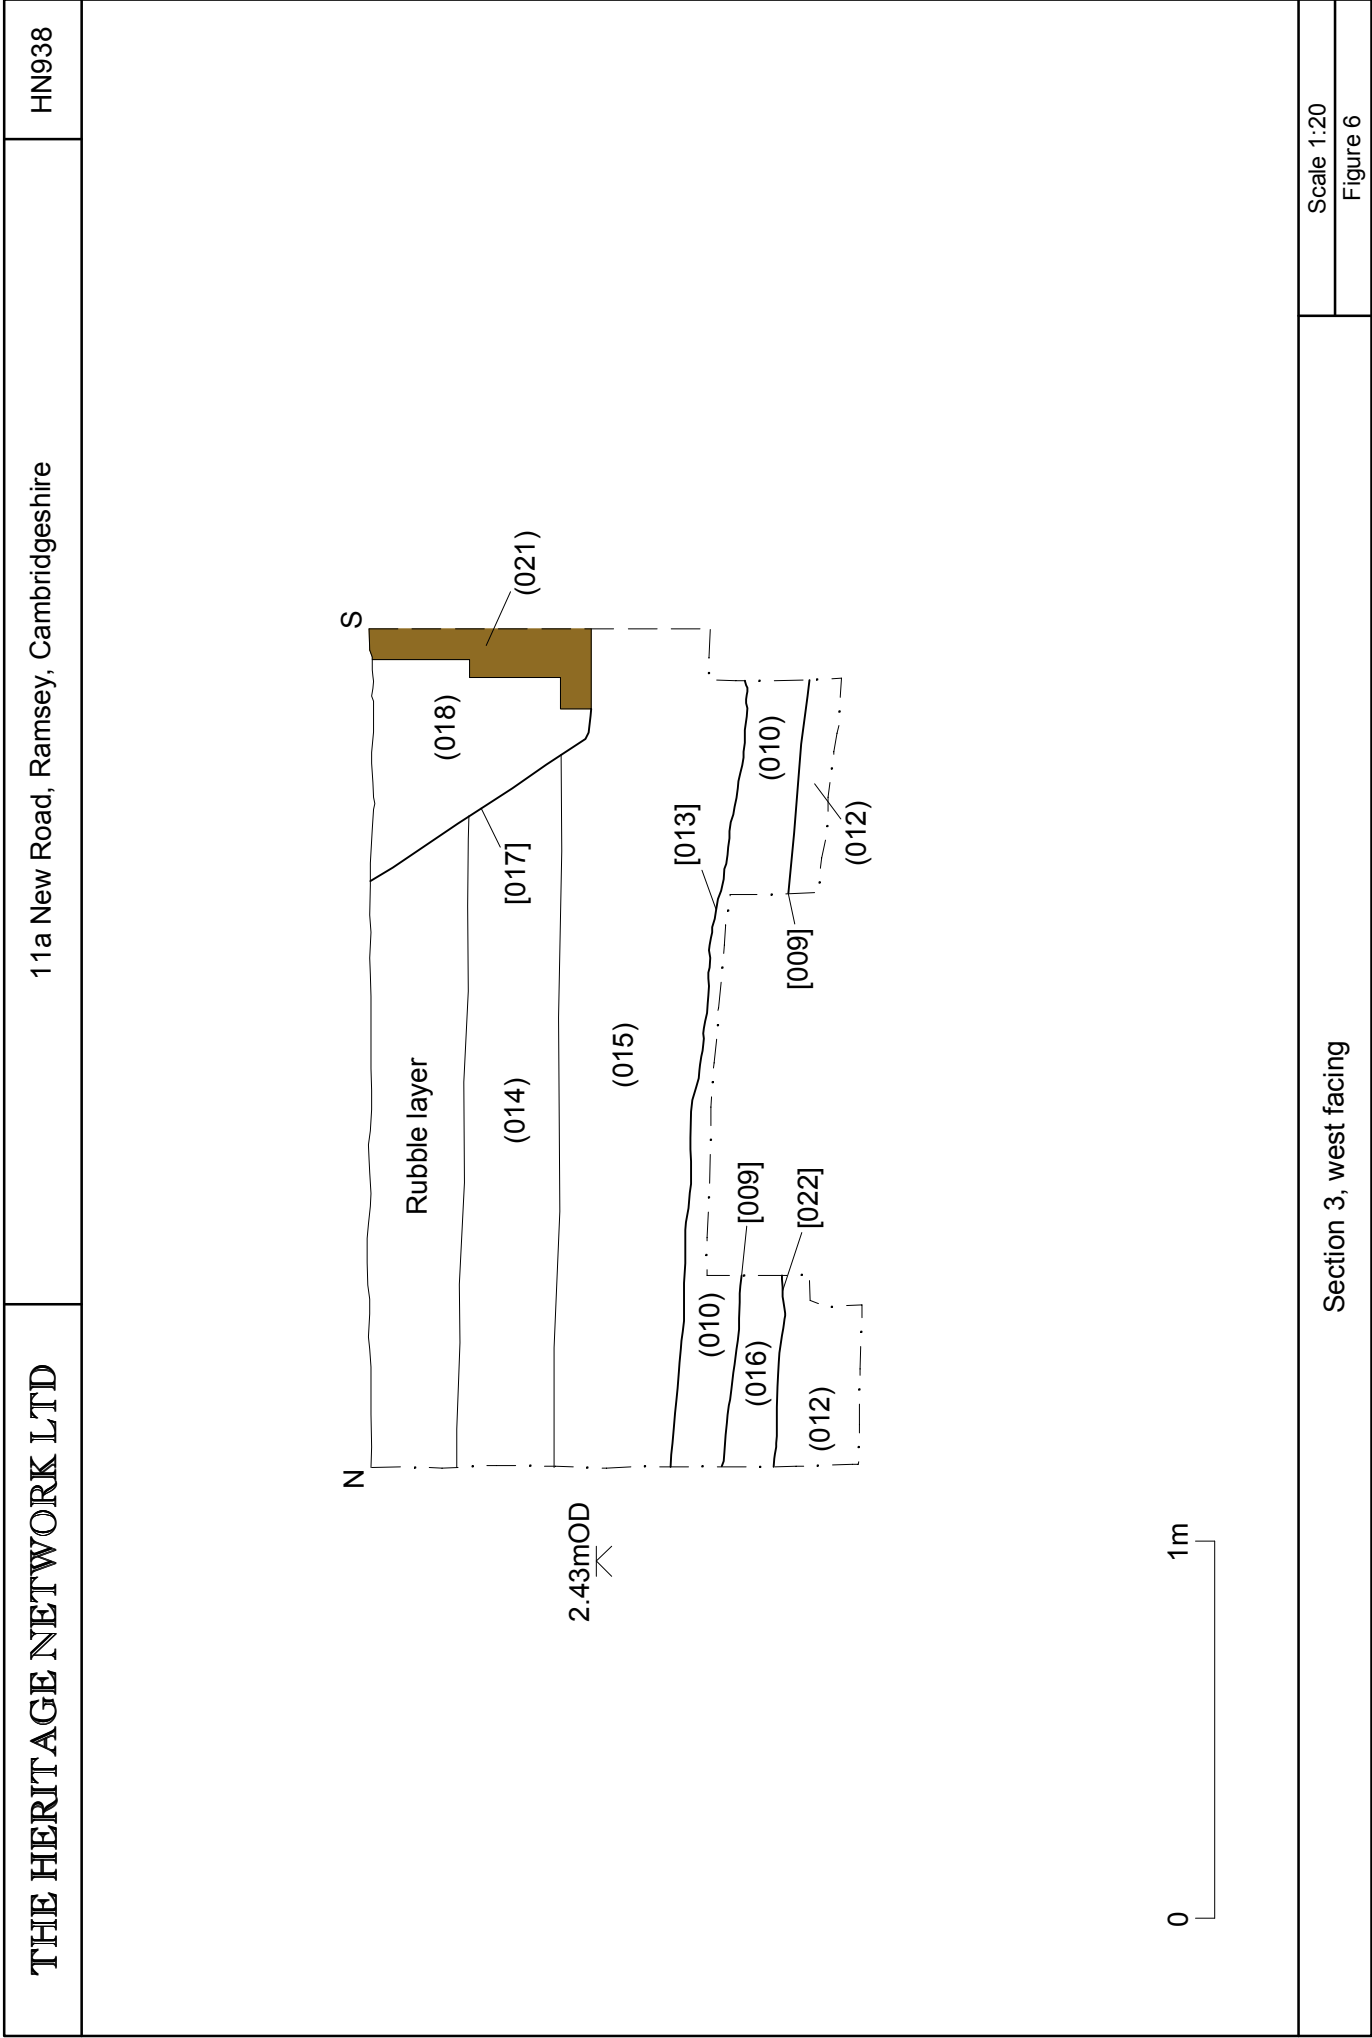 THE HERITAGE NETWORK LTD
11a New Road, Ramsey, Cambridgeshire
HN938
N
S
Rubble layer
(018)
(021)
[017]
(014)
2.43mOD
(015)
[013]
(010)
[009]
(010)
(016)
[009]
(012)
[022]
(012)
0
1m
Section 3, west facing
Scale 1:20
Figure 6